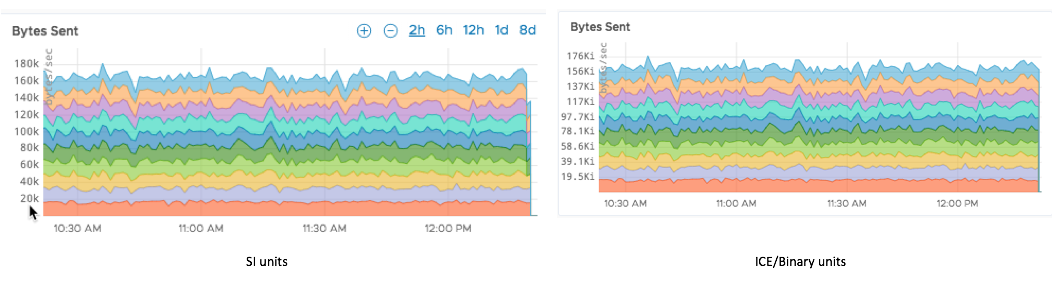 Bytes Sent
2h 6h 12h 1d 8d
bytes/sec
180k
160k
140k
120k
100k
80k
60k
40k
20k
10:30 AM 11:00 AM 11:30 AM 12:00 PM
SI units
Bytes Sent
bytes/sec
176Ki
156Ki
137Ki
117Ki
97.7Ki
78.1Ki
58.6Ki
39.1Ki
19.5Ki
10:30 AM 11:00 AM 11:30 AM 12:00 PM
ICE/Binary units